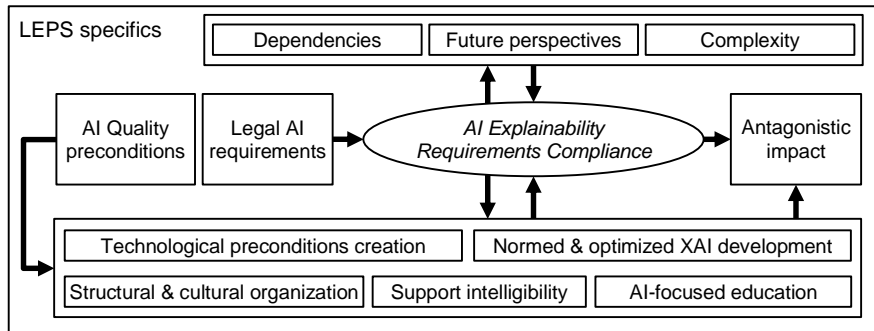 LEPS specifics
Dependencies
Future perspectives
Complexity
AI Quality
preconditions
Legal AI
requirements
AI Explainability
Requirements Compliance
Antagonistic
impact
Technological preconditions creation
Normed & optimized XAI development
Structural & cultural organization
Support intelligibility
AI-focused education